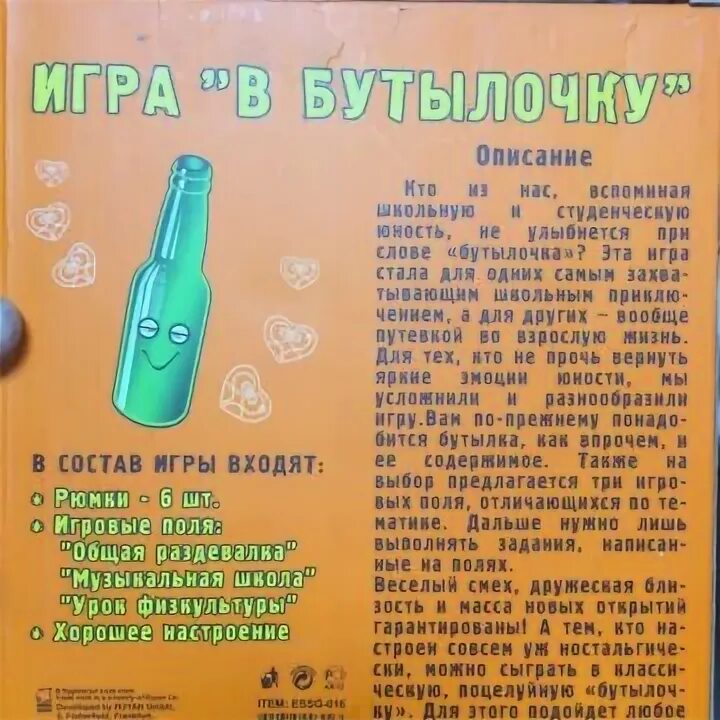 ИГРА "В БУТЫЛОЧКУ"
Описание
Кто из нас, вспоминая
школьную и студенческую
юность, не улыбнется при
слове «бутылочка»? Эта игра
стала для одних самым захва-
тывающим школьным приклю-
чением, а для других – вообще
путевкой во взрослую жизнь.
Для тех, кто не прочь вернуть
яркие эмоции юности, мы
усложнили и разнообразили
игру.Вам по-прежнему понадо-
бится бутылка, как впрочем, и
ее содержимое. Также на
выбор предлагается три игро-
вых поля, отличающихся по те-
матике. Дальше нужно лишь
выполнять задания, написан-
ные на полях.
Веселый смех, дружеская бли-
зость и масса новых открытий
гарантированы! А тем, кто на-
строен совсем уж ностальгиче-
ски, можно сыграть в класси-
ческую, поцелуйную «бутылоч-
ку». Для этого подойдет любое
В СОСТАВ ИГРЫ ВХОДЯТ:
Рюмки - 6 шт.
Игровые поля:
"Общая раздевалка"
"Музыкальная школа"
"Урок физкультуры"
Хорошее настроение
ITEM: